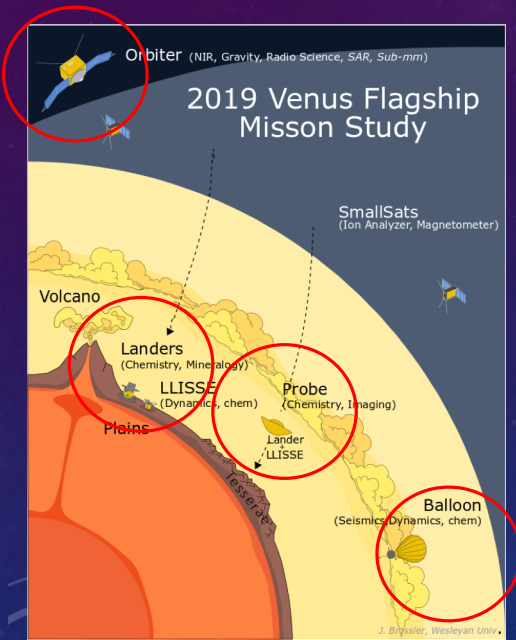 Orbiter (NIR, Gravity, Radio Science, SAR, Sub-mm)
2019 Venus Flagship
Misson Study
SmallSats
(Ion Analyzer, Magnetometer)
Volcano
Landers
(Chemistry, Mineralogy)
LLISSE
(Dynamics, chem)
Plains
Probe
(Chemistry, Imaging)
Lander
+
LLISSE
Tesserae
Balloon
(Seismics,Dynamics, chem)
J. Brossier, Wesleyan Univ.